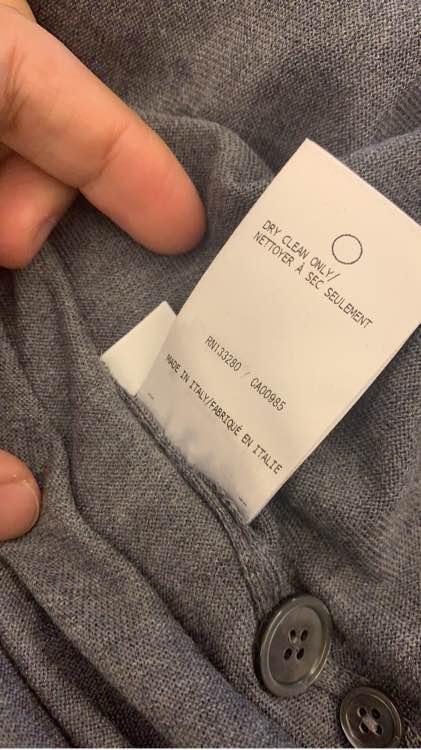 DRY CLEAN ONLY/
NETTOYER À SEC SEULEMENT
RN133280 / CA00985
MADE IN ITALY/FABRIQUÉ EN ITALIE